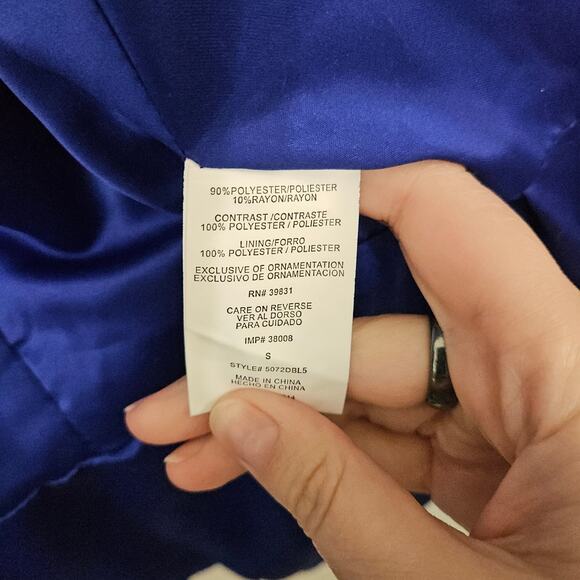 90%POLYESTER/POLIESTER
10%RAYON/RAYON
CONTRAST/CONTRASTE
100% POLYESTER / POLIESTER
LINING/FORRO
100% POLYESTER / POLIESTER
EXCLUSIVE OF ORNAMENTATION
EXCLUSIVO DE ORNAMENTACION
RN# 39831
CARE ON REVERSE
VER AL DORSO
PARA CUIDADO
IMP# 38008
S
STYLE# 5072DBL5
MADE IN CHINA
HECHO EN CHINA